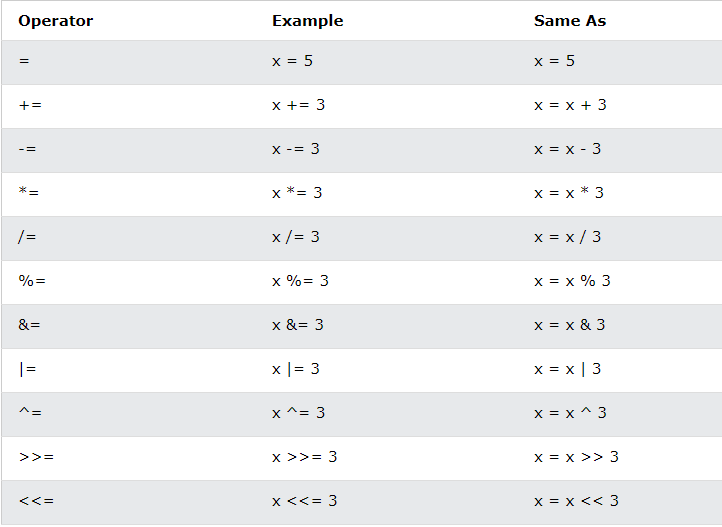 Operator Example Same As
= x = 5 x = 5
+= x += 3 x = x + 3
-= x -= 3 x = x - 3
*= x *= 3 x = x * 3
/= x /= 3 x = x / 3
%= x %= 3 x = x % 3
&= x &= 3 x = x & 3
|= x |= 3 x = x | 3
^= x ^= 3 x = x ^ 3
>>= x >>= 3 x = x >> 3
<<= x <<= 3 x = x << 3